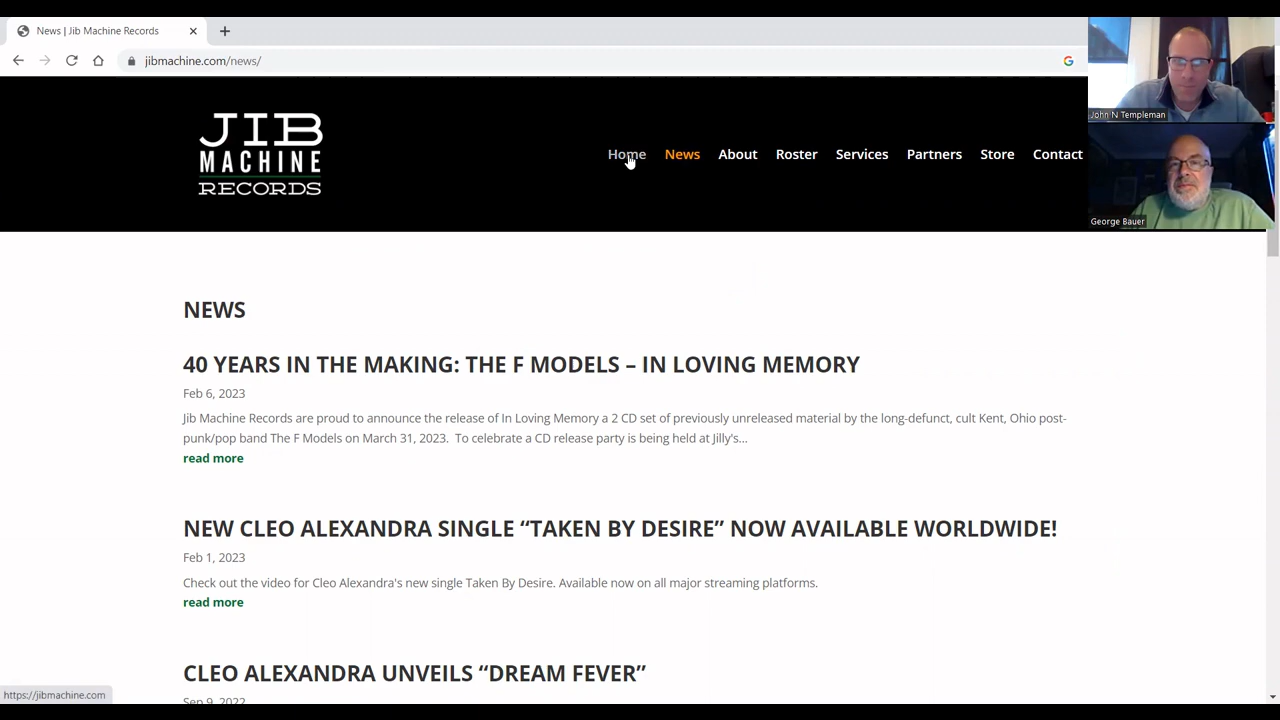 News | Jib Machine Records
jibmachine.com/news/
John N Templeman
George Bauer
JIB
MACHINE
RECORDS
Home News About Roster Services Partners Store Contact
NEWS
40 YEARS IN THE MAKING: THE F MODELS – IN LOVING MEMORY
Feb 6, 2023
Jib Machine Records are proud to announce the release of In Loving Memory a 2 CD set of previously unreleased material by the long-defunct, cult Kent, Ohio post-
punk/pop band The F Models on March 31, 2023. To celebrate a CD release party is being held at Jilly's...
read more
NEW CLEO ALEXANDRA SINGLE “TAKEN BY DESIRE” NOW AVAILABLE WORLDWIDE!
Feb 1, 2023
Check out the video for Cleo Alexandra's new single Taken By Desire. Available now on all major streaming platforms.
read more
CLEO ALEXANDRA UNVEILS “DREAM FEVER”
Sep 9, 2022
https://jibmachine.com